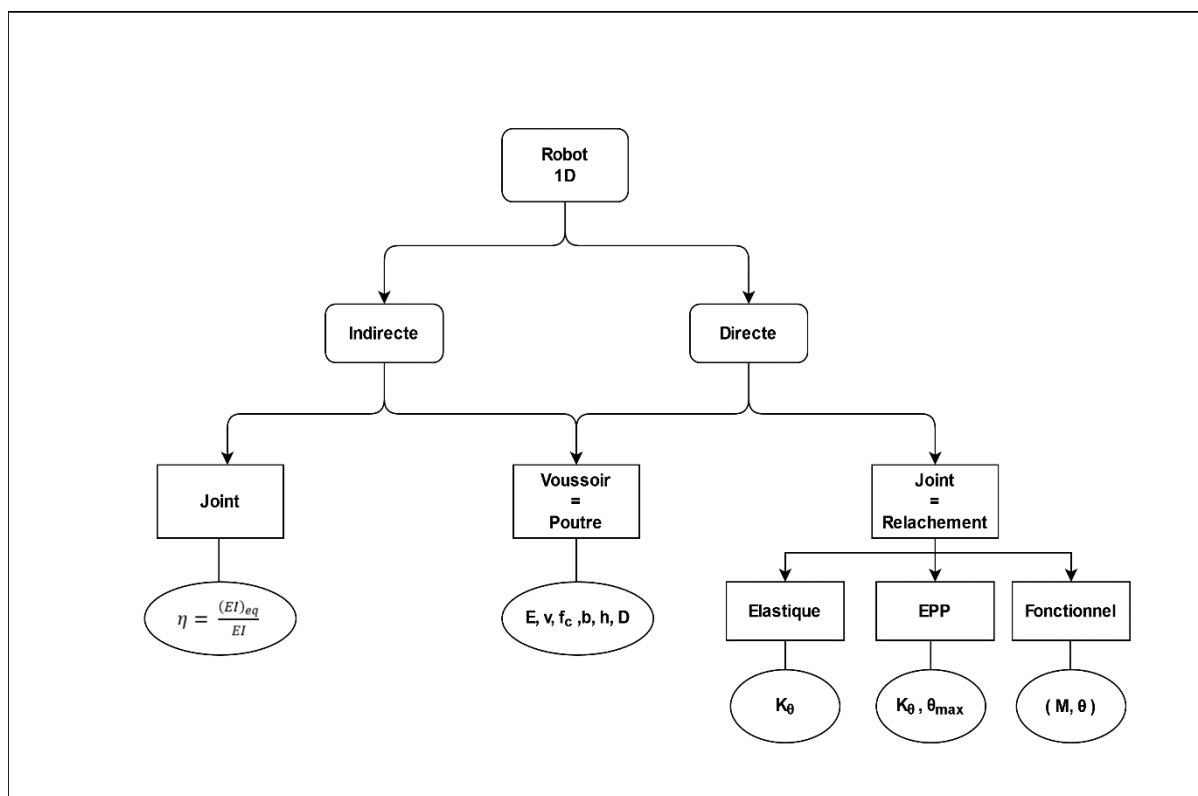 Robot
1D
Indirecte
Directe
Joint
Voussoir
=
Poutre
Joint
=
Relachement
η = (EI)eq / EI
E, v, fc ,b, h, D
Elastique
EPP
Fonctionnel
Kθ
Kθ , θmax
( M, θ )